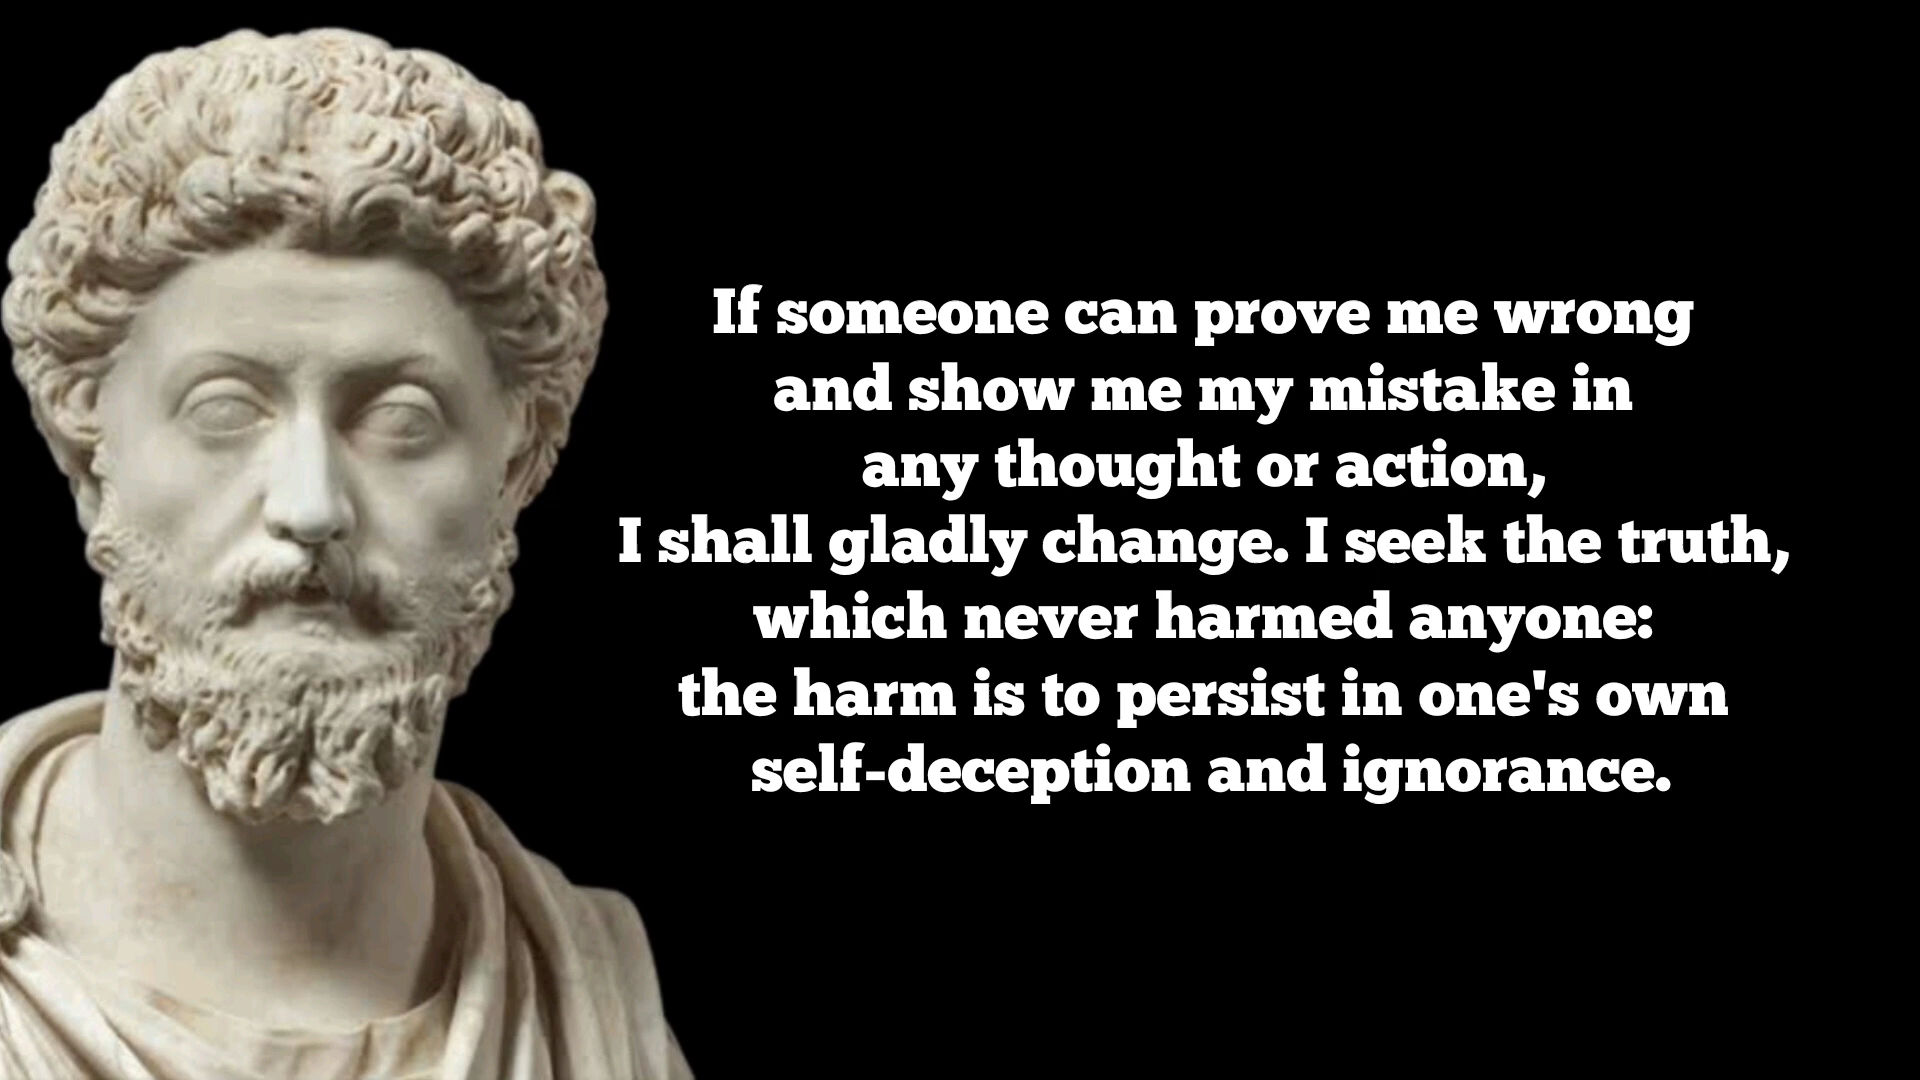 If someone can prove me wrong
and show me my mistake in
any thought or action,
I shall gladly change. I seek the truth,
which never harmed anyone:
the harm is to persist in one's own
self-deception and ignorance.